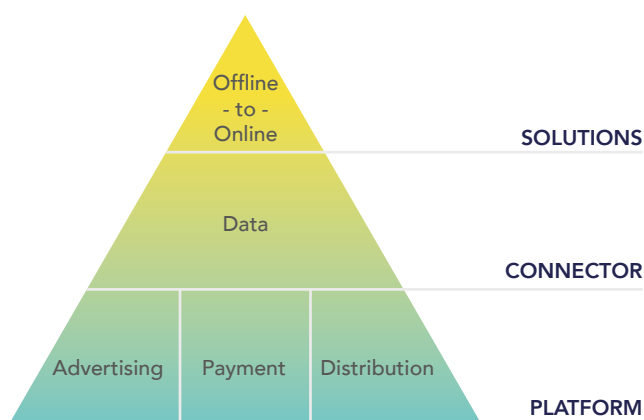 Offline
- to -
Online
SOLUTIONS
Data
CONNECTOR
Advertising Payment Distribution
PLATFORM